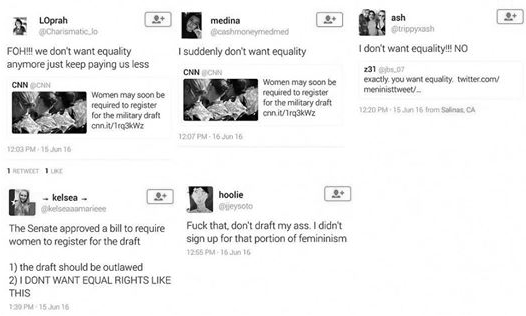 LOprah
@Charismatic_lo
FOH!!! we don't want equality
anymore just keep paying us less
CNN @CNN
Women may soon be
required to register
for the military draft
cnn.it/1rq3kWz
12:03 PM · 15 Jun 16
1 RETWEET 1 LIKE
medina
@cashmoneymedmed
I suddenly don't want equality
CNN @CNN
Women may soon be
required to register
for the military draft
cnn.it/1rq3kWz
12:07 PM · 16 Jun 16
ash
@trippyxash
I don't want equality!!! NO
z31 @jbs_07
exactly. you want equality. twitter.com/
meninisttweet/...
12:20 PM · 15 Jun 16 from Salinas, CA
→ kelsea →
@kelseaaamarieee
The Senate approved a bill to require
women to register for the draft
1) the draft should be outlawed
2) I DONT WANT EQUAL RIGHTS LIKE
THIS
1:39 PM · 15 Jun 16
hoolie
@jjeysoto
Fuck that, don't draft my ass. I didn't
sign up for that portion of femininism
12:55 PM · 16 Jun 16